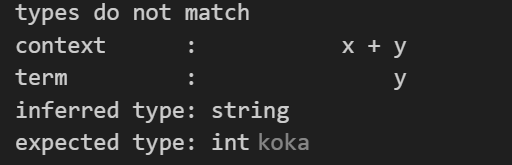 types do not match
context      :            x + y
term         :                y
inferred type: string
expected type: int koka